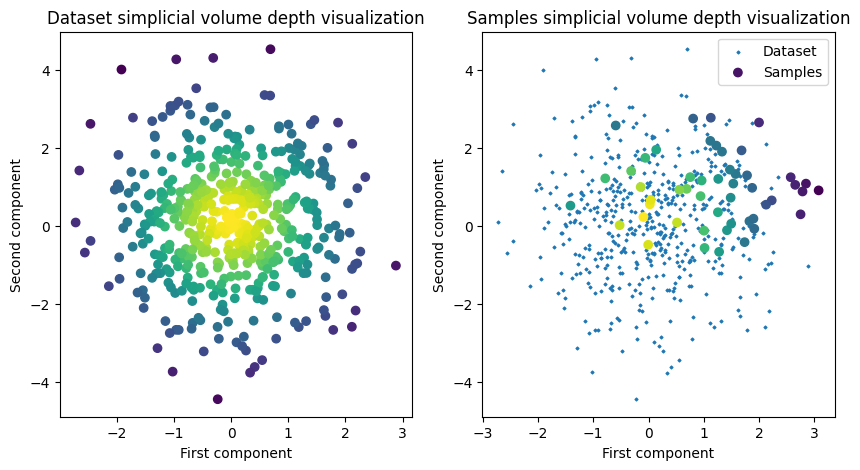 Dataset simplicial volume depth visualization
Second component
4
2
0
−2
−4
−2
−1
0
1
2
3
First component
Samples simplicial volume depth visualization
Second component
4
2
0
−2
−4
Dataset
Samples
−3
−2
−1
0
1
2
3
First component